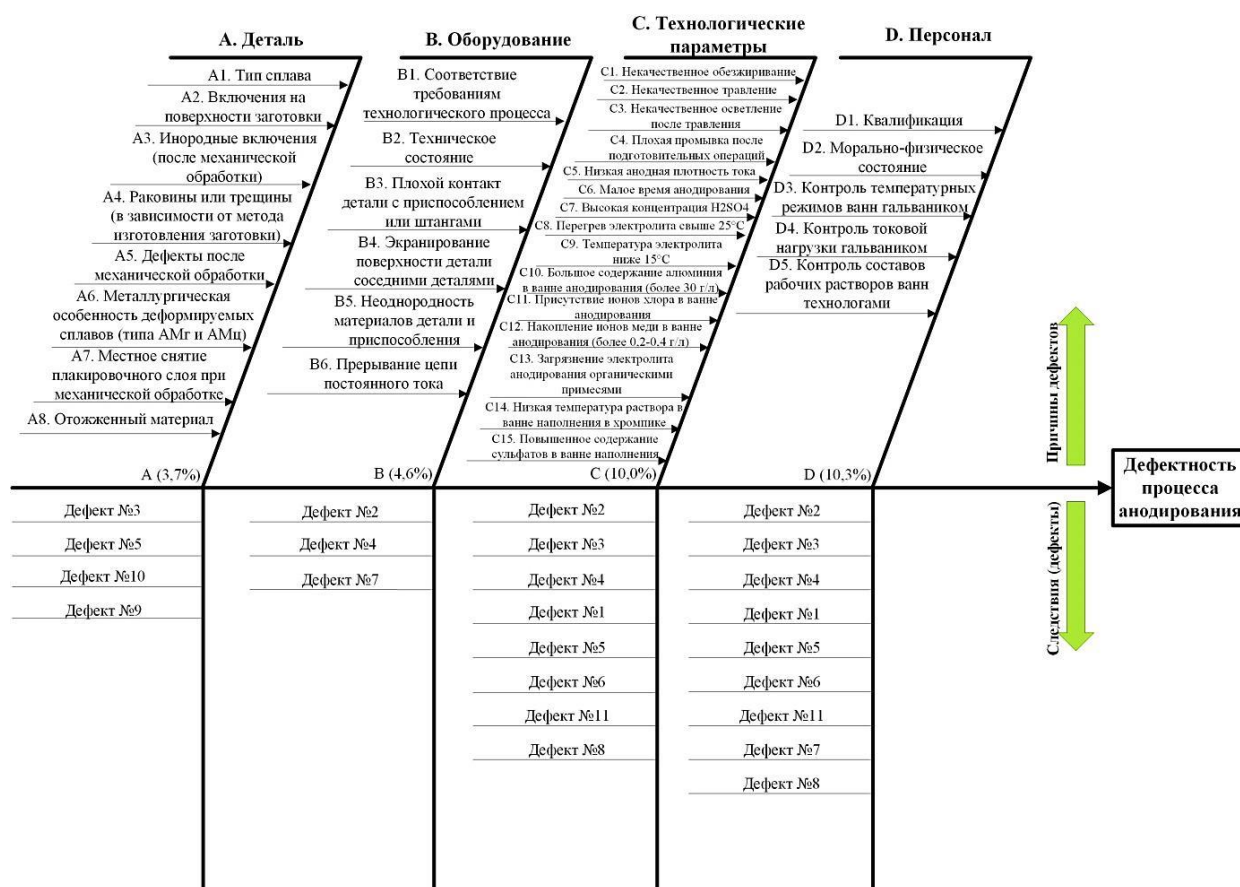 A. Деталь
A1. Тип сплава
A2. Включения на
поверхности заготовки
A3. Инородные включения
(после механической
обработки)
A4. Раковины или трещины
(в зависимости от метода
изготовления заготовки)
A5. Дефекты после
механической обработки
A6. Металлургическая
особенность деформируемых
сплавов (типа АМг и АМц)
A7. Местное снятие
плакировочного слоя при
механической обработке
A8. Отожженный материал
A (3,7%)
B. Оборудование
B1. Соответствие
требованиям
технологического процесса
B2. Техническое
состояние
B3. Плохой контакт
детали с приспособлением
или штангами
B4. Экранирование
поверхности детали
соседними деталями
B5. Неоднородность
материалов детали и
приспособления
B6. Прерывание цепи
постоянного тока
B (4,6%)
C. Технологические
параметры
C1. Некачественное обезжиривание
C2. Некачественное травление
C3. Некачественное осветление
после травления
C4. Плохая промывка после
подготовительных операций
C5. Низкая анодная плотность тока
C6. Малое время анодирования
C7. Высокая концентрация H2SO4
C8. Перегрев электролита свыше 25°C
C9. Температура электролита
ниже 15°C
C10. Большое содержание алюминия
в ванне анодирования (более 30 г/л)
C11. Присутствие ионов хлора в ванне
анодирования
C12. Накопление ионов меди в ванне
анодирования (более 0,2-0,4 г/л)
C13. Загрязнение электролита
анодирования органическими
примесями
C14. Низкая температура раствора в
ванне наполнения в хромпике
C15. Повышенное содержание
сульфатов в ванне наполнения
C (10,0%)
D. Персонал
D1. Квалификация
D2. Морально-физическое
состояние
D3. Контроль температурных
режимов ванн гальваником
D4. Контроль токовой
нагрузки гальваником
D5. Контроль составов
рабочих растворов ванн
технологами
D (10,3%)
Причины дефектов
Дефектность
процесса
анодирования
Следствия (дефекты)
Дефект №3
Дефект №5
Дефект №10
Дефект №9
Дефект №2
Дефект №4
Дефект №7
Дефект №2
Дефект №3
Дефект №4
Дефект №1
Дефект №5
Дефект №6
Дефект №11
Дефект №8
Дефект №2
Дефект №3
Дефект №4
Дефект №1
Дефект №5
Дефект №6
Дефект №11
Дефект №7
Дефект №8